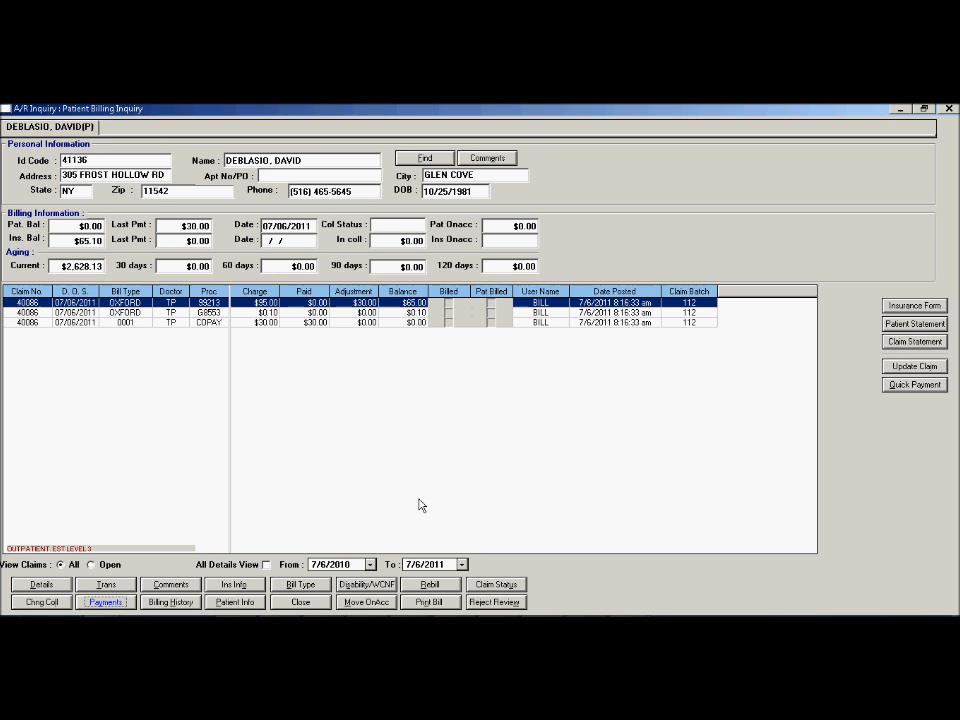 A/R Inquiry : Patient Billing Inquiry
DEBLASIO, DAVID(P)
Personal Information
Id Code : 41136 Name : DEBLASIO, DAVID Find Comments
Address : 305 FROST HOLLOW RD Apt No/PO : City : GLEN COVE
State : NY Zip : 11542 Phone : (516) 465-5645 DOB : 10/25/1981
Billing Information :
Pat. Bal : $0.00 Last Pmt : $30.00 Date : 07/06/2011 Col Status : Pat Onacc : $0.00
Ins. Bal : $65.10 Last Pmt : $0.00 Date : / / In coll : $0.00 Ins Onacc : $0.00
Aging :
Current : $2,628.13 30 days : $0.00 60 days : $0.00 90 days : $0.00 120 days : $0.00
Claim No. D. O. S. Bill Type Doctor Proc Charge Paid Adjustment Balance Billed Pat Billed User Name Date Posted Claim Batch
40086 07/06/2011 OXFORD TP 99213 $95.00 $0.00 $30.00 $65.00 BILL 7/6/2011 8:16:33 am 112
40086 07/06/2011 OXFORD TP G8553 $0.10 $0.00 $0.00 $0.10 BILL 7/6/2011 8:16:33 am 112
40086 07/06/2011 0001 TP COPAY $30.00 $30.00 $0.00 $0.00 BILL 7/6/2011 8:16:33 am 112
Insurance Form
Patient Statement
Claim Statement
Update Claim
Quick Payment
OUTPATIENT. EST LEVEL 3
View Claims : All Open All Details View From : 7/6/2010 To : 7/6/2011
Details Trans Comments Ins Info Bill Type Disability/WCNF Rebill Claim Status
Chng Coll Payments Billing History Patient Info Close Move OnAcc Print Bill Reject Review